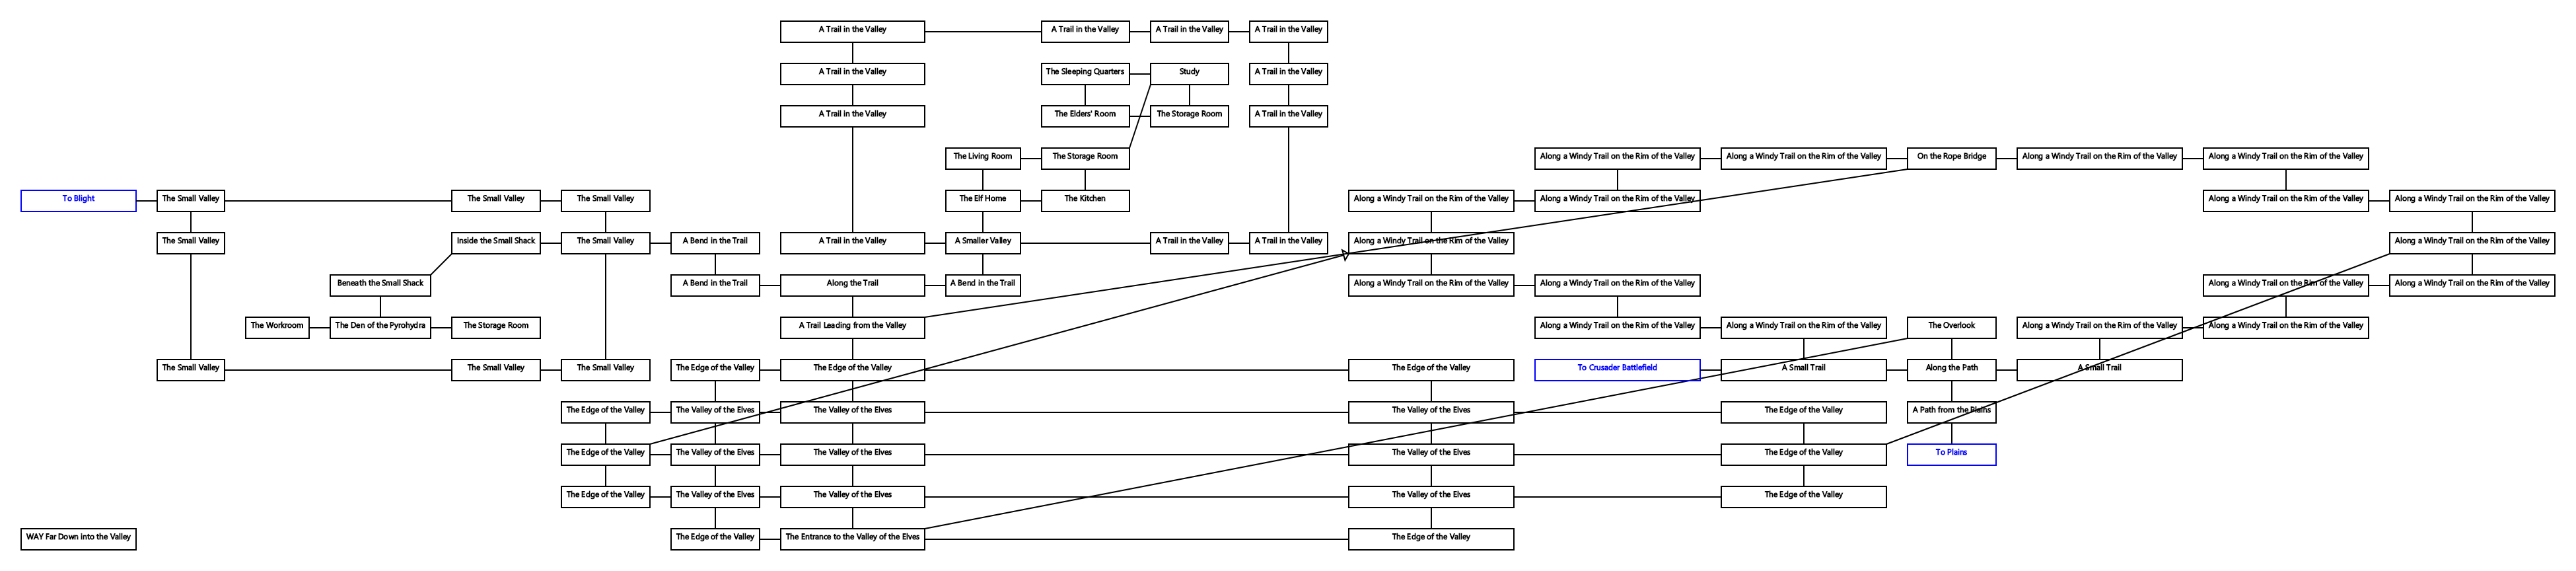 A Trail in the Valley
A Trail in the Valley
A Trail in the Valley
A Trail in the Valley
A Trail in the Valley
The Sleeping Quarters
Study
A Trail in the Valley
A Trail in the Valley
The Elders' Room
The Storage Room
A Trail in the Valley
The Living Room
The Storage Room
Along a Windy Trail on the Rim of the Valley
Along a Windy Trail on the Rim of the Valley
On the Rope Bridge
Along a Windy Trail on the Rim of the Valley
Along a Windy Trail on the Rim of the Valley
To Blight
The Small Valley
The Small Valley
The Small Valley
The Elf Home
The Kitchen
Along a Windy Trail on the Rim of the Valley
Along a Windy Trail on the Rim of the Valley
Along a Windy Trail on the Rim of the Valley
Along a Windy Trail on the Rim of the Valley
The Small Valley
Inside the Small Shack
The Small Valley
A Bend in the Trail
A Trail in the Valley
A Smaller Valley
A Trail in the Valley
A Trail in the Valley
Along a Windy Trail on the Rim of the Valley
Along a Windy Trail on the Rim of the Valley
Beneath the Small Shack
A Bend in the Trail
Along the Trail
A Bend in the Trail
Along a Windy Trail on the Rim of the Valley
Along a Windy Trail on the Rim of the Valley
Along a Windy Trail on the Rim of the Valley
Along a Windy Trail on the Rim of the Valley
The Workroom
The Den of the Pyrohydra
The Storage Room
A Trail Leading from the Valley
Along a Windy Trail on the Rim of the Valley
Along a Windy Trail on the Rim of the Valley
The Overlook
Along a Windy Trail on the Rim of the Valley
Along a Windy Trail on the Rim of the Valley
The Small Valley
The Small Valley
The Small Valley
The Edge of the Valley
The Edge of the Valley
The Edge of the Valley
To Crusader Battlefield
A Small Trail
Along the Path
A Small Trail
The Edge of the Valley
The Valley of the Elves
The Valley of the Elves
The Valley of the Elves
The Edge of the Valley
A Path from the Plains
The Edge of the Valley
The Valley of the Elves
The Valley of the Elves
The Valley of the Elves
The Edge of the Valley
To Plains
The Edge of the Valley
The Valley of the Elves
The Valley of the Elves
The Valley of the Elves
The Edge of the Valley
WAY Far Down into the Valley
The Edge of the Valley
The Entrance to the Valley of the Elves
The Edge of the Valley